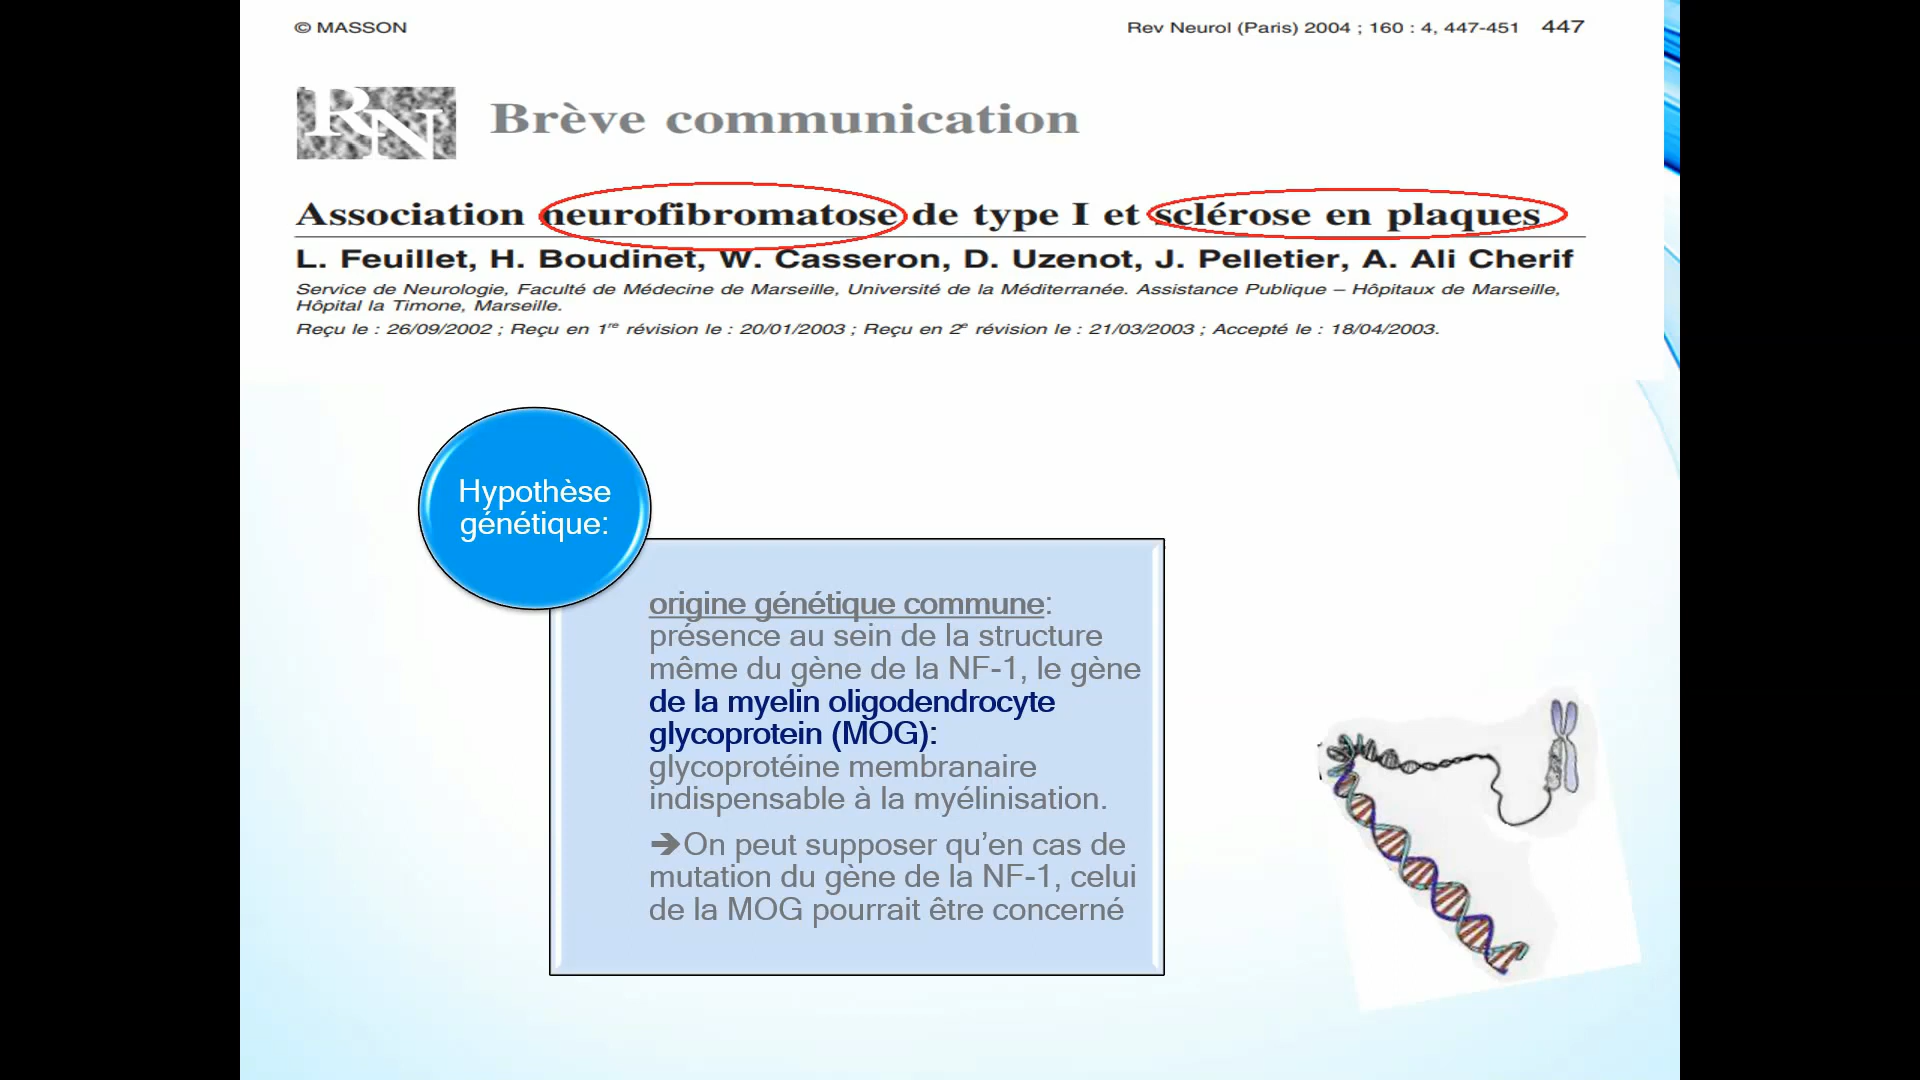 © MASSON
Rev Neurol (Paris) 2004 ; 160 : 4, 447-451 447
RN
Brève communication
Association neurofibromatose de type I et sclérose en plaques
L. Feuillet, H. Boudinet, W. Casseron, D. Uzenot, J. Pelletier, A. Ali Cherif
Service de Neurologie, Faculté de Médecine de Marseille, Université de la Méditerranée. Assistance Publique – Hôpitaux de Marseille,
Hôpital la Timone, Marseille.
Reçu le : 26/09/2002 ; Reçu en 1re révision le : 20/01/2003 ; Reçu en 2e révision le : 21/03/2003 ; Accepté le : 18/04/2003.
Hypothèse
génétique:
origine génétique commune:
présence au sein de la structure
même du gène de la NF-1, le gène
de la myelin oligodendrocyte
glycoprotein (MOG):
glycoprotéine membranaire
indispensable à la myélinisation.
➔On peut supposer qu’en cas de
mutation du gène de la NF-1, celui
de la MOG pourrait être concerné